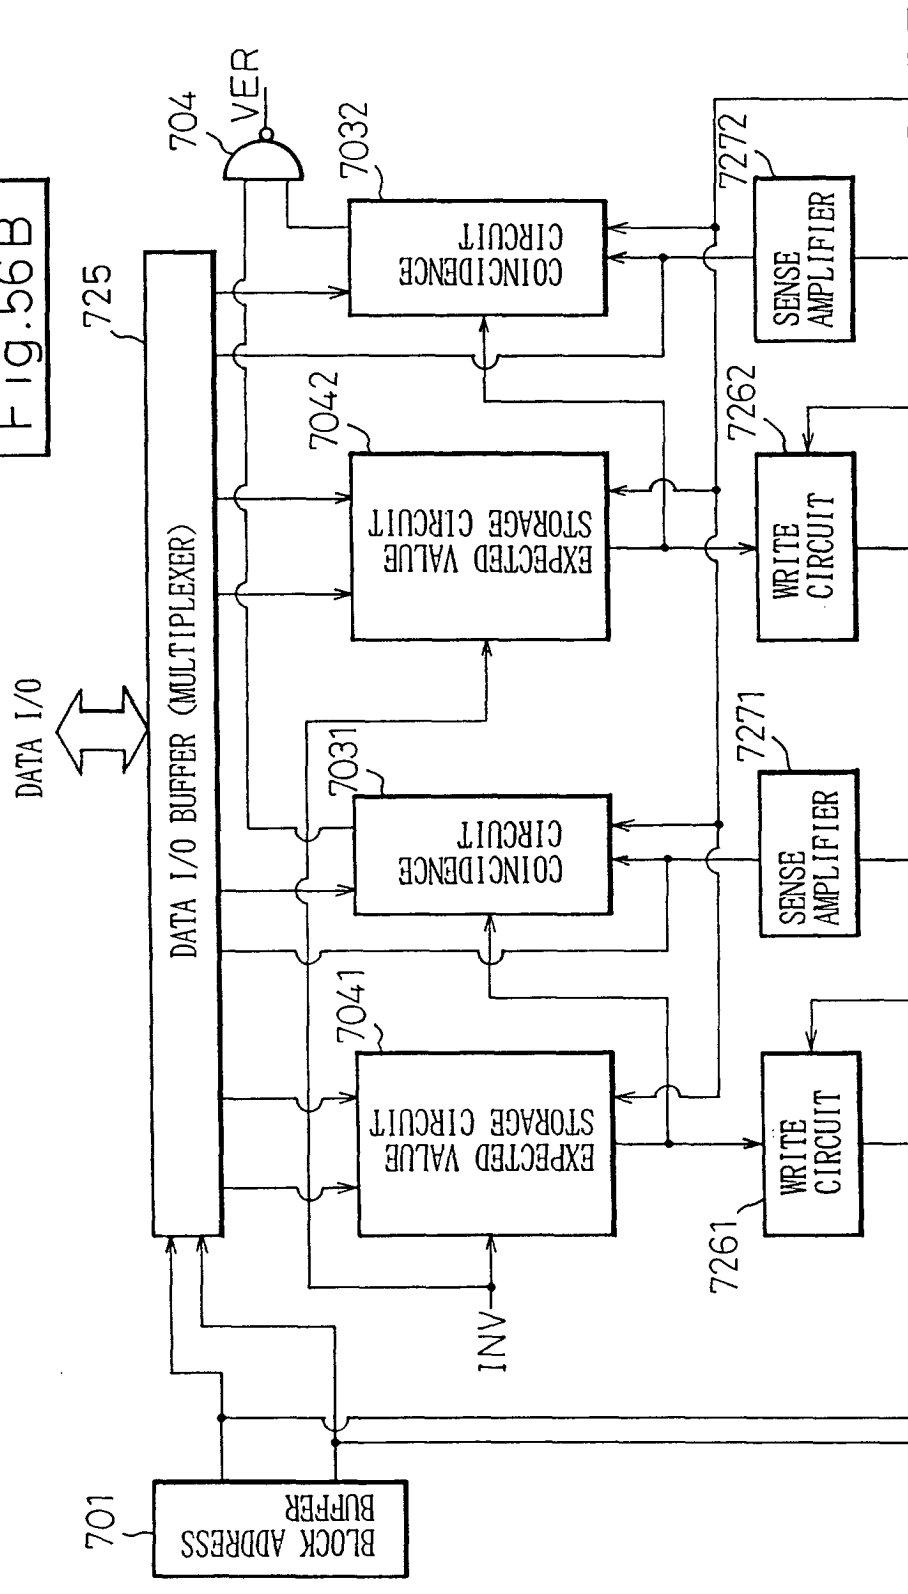 Fig.56B
DATA I/O
725
DATA I/O BUFFER (MULTIPLEXER)
704
VER
701
BLOCK ADDRESS
BUFFER
INV
7041
EXPECTED VALUE
STORAGE CIRCUIT
7031
COINCIDENCE
CIRCUIT
7042
EXPECTED VALUE
STORAGE CIRCUIT
7032
COINCIDENCE
CIRCUIT
7261
WRITE
CIRCUIT
7271
SENSE
AMPLIFIER
7262
WRITE
CIRCUIT
7272
SENSE
AMPLIFIER